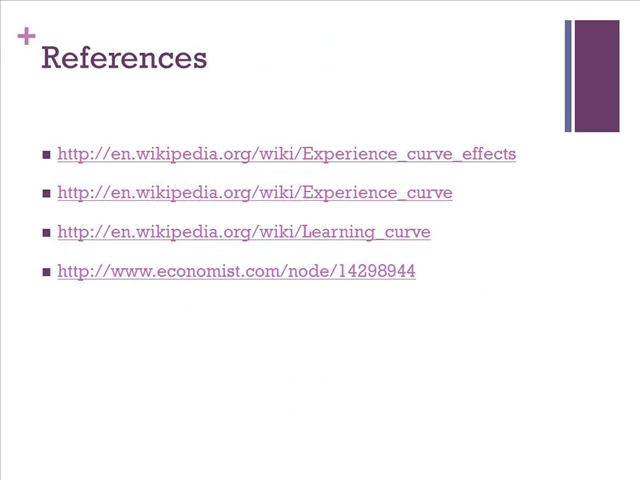 +
References
■ http://en.wikipedia.org/wiki/Experience_curve_effects
■ http://en.wikipedia.org/wiki/Experience_curve
■ http://en.wikipedia.org/wiki/Learning_curve
■ http://www.economist.com/node/14298944